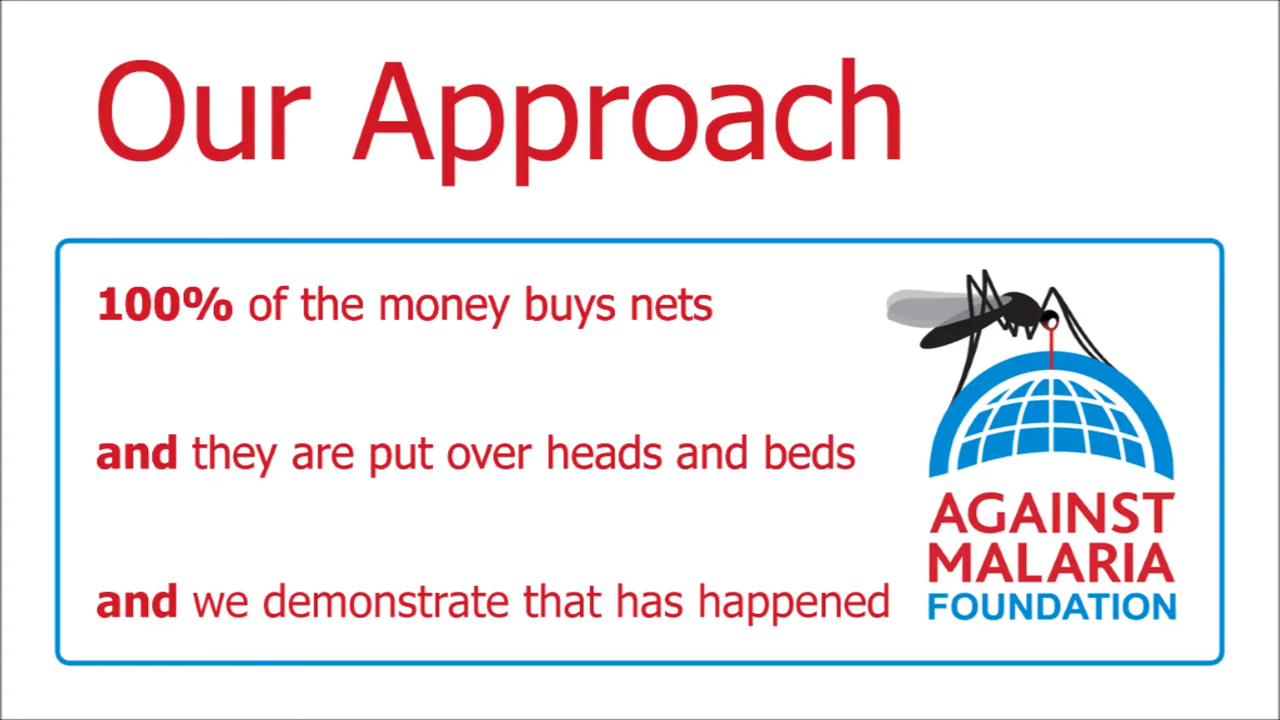 Our Approach
100% of the money buys nets
and they are put over heads and beds
and we demonstrate that has happened
AGAINST
MALARIA
FOUNDATION